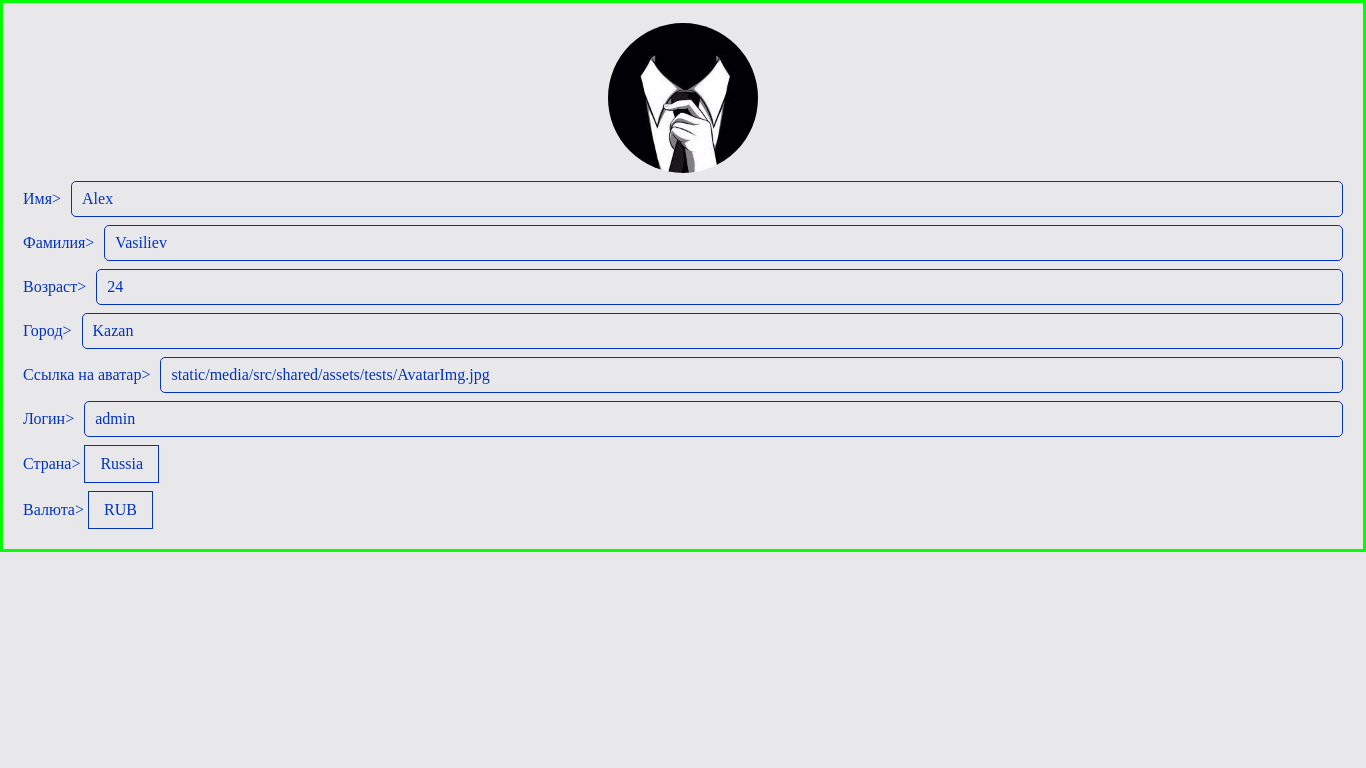 Имя> Alex
Фамилия> Vasiliev
Возраст> 24
Город> Kazan
Ссылка на аватар> static/media/src/shared/assets/tests/AvatarImg.jpg
Логин> admin
Страна> Russia
Валюта> RUB